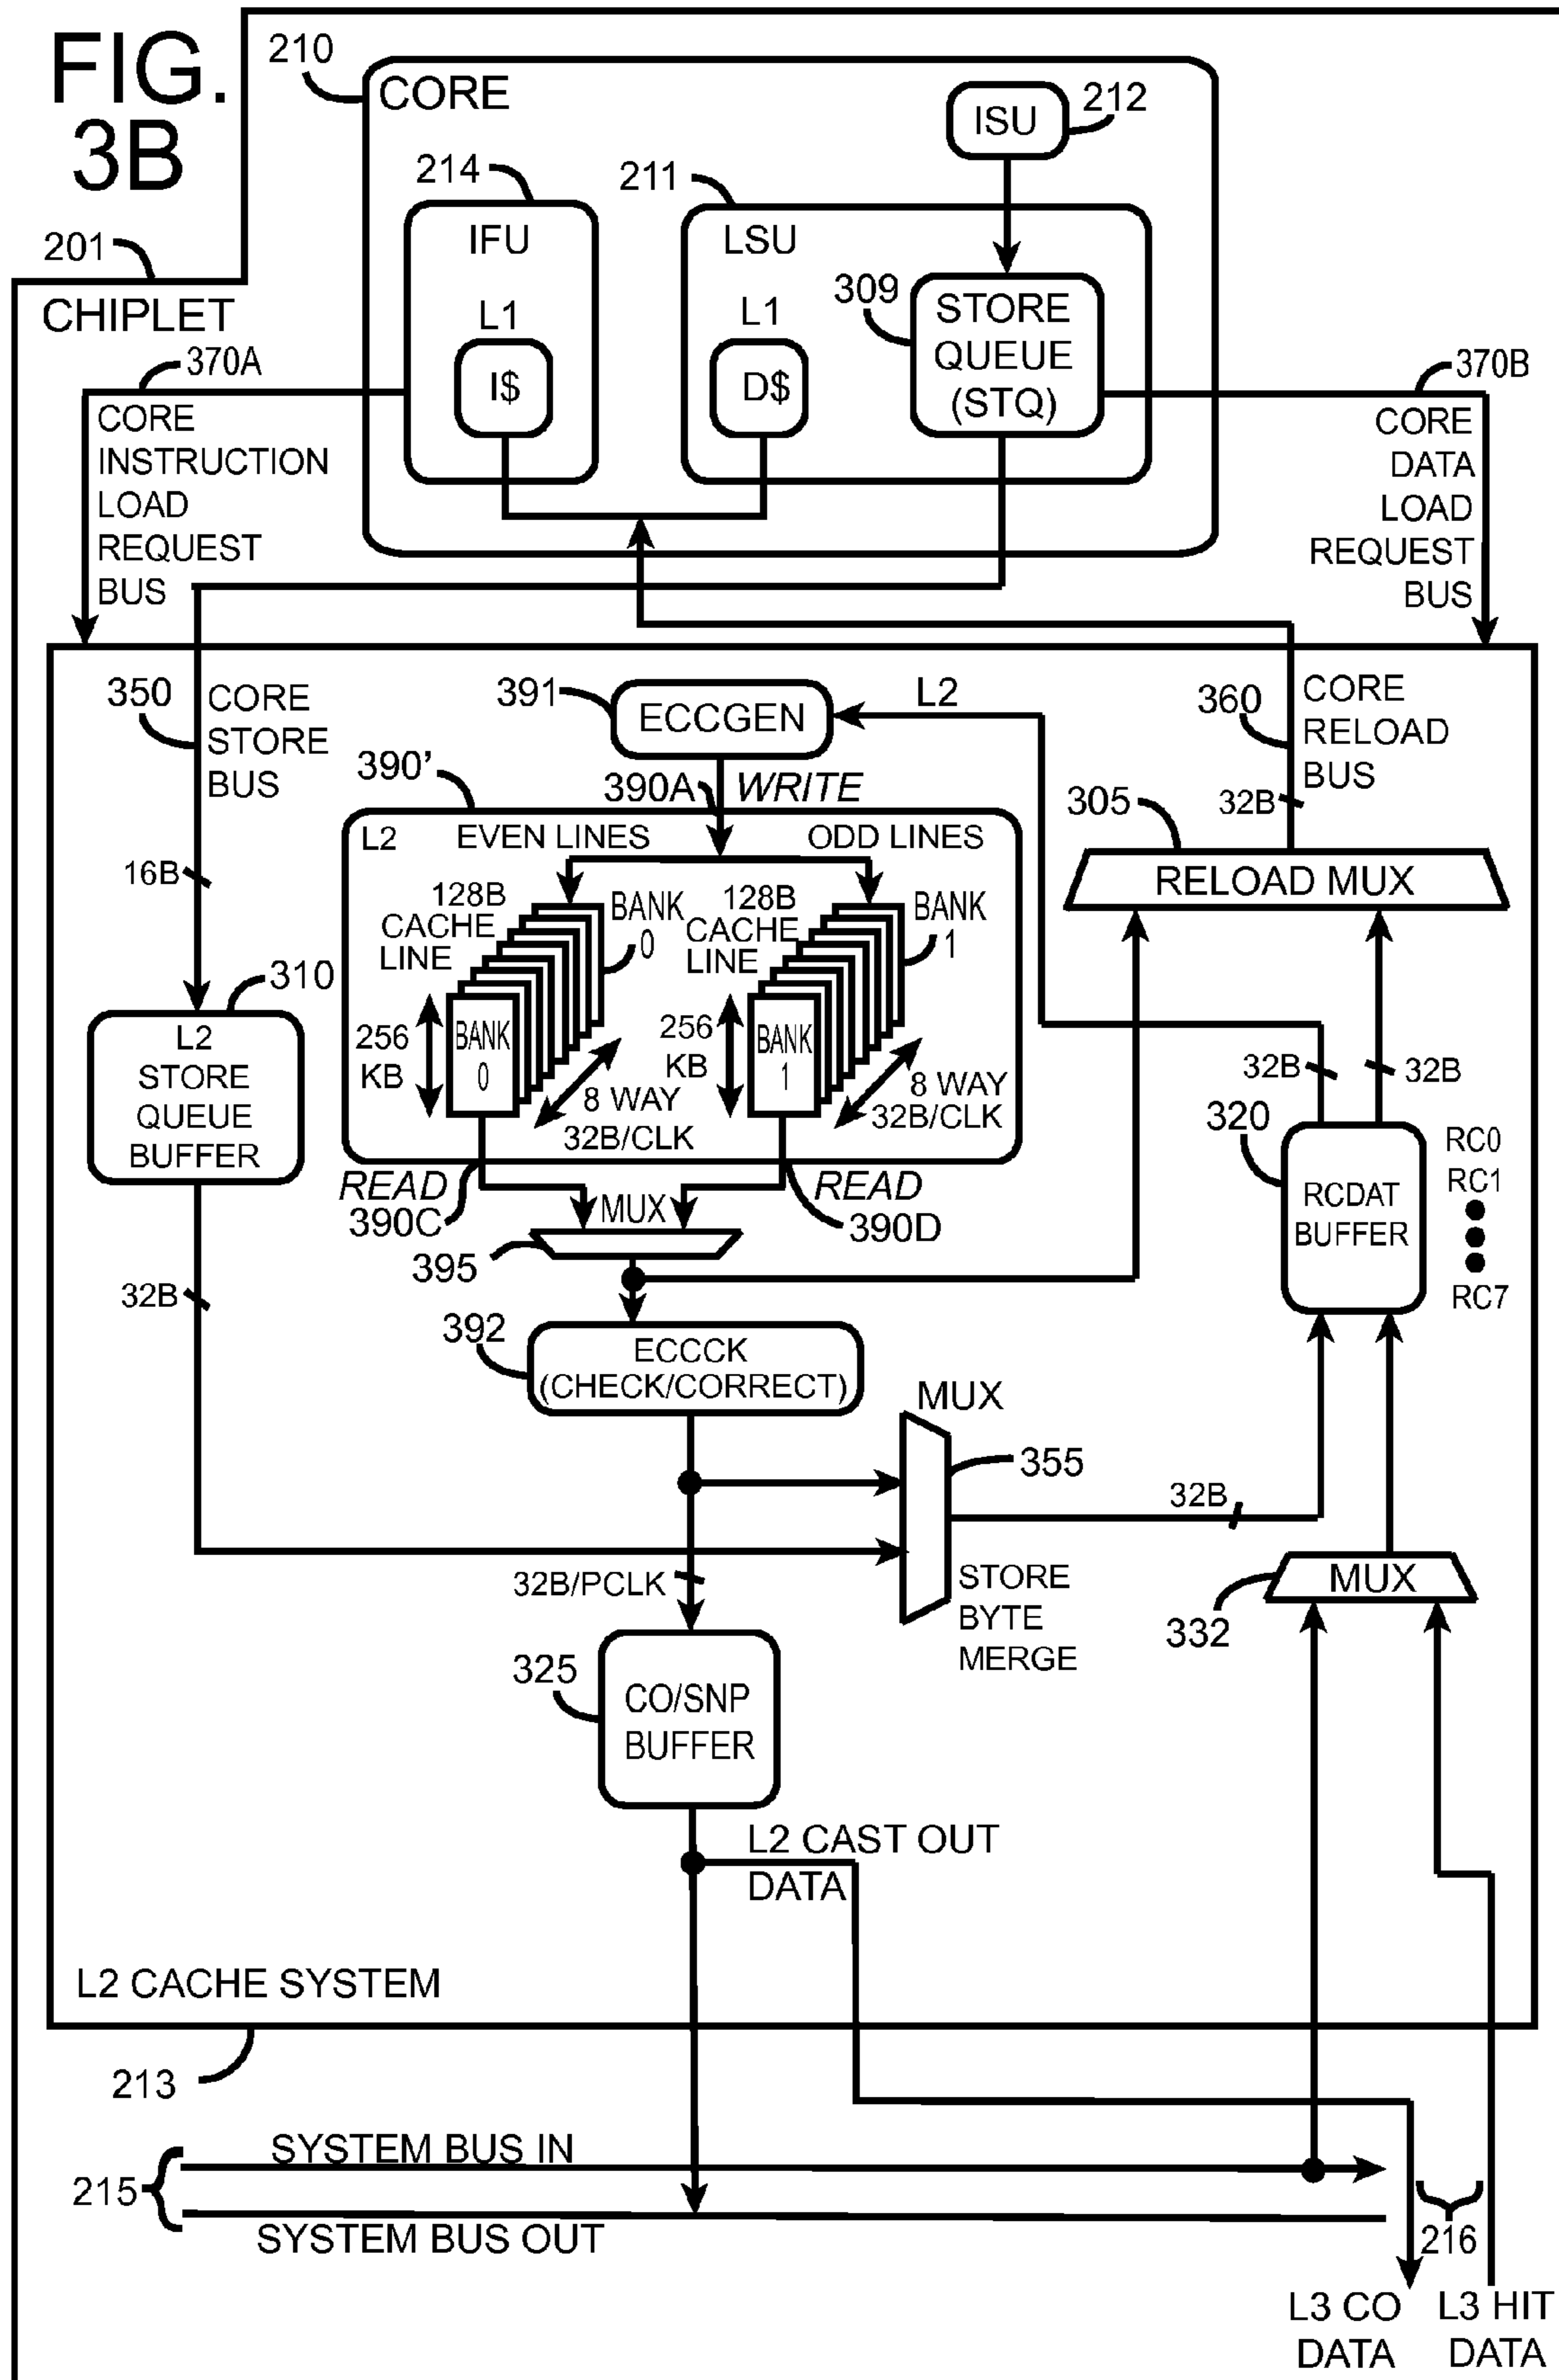 FIG.
3B
210
CORE
ISU
212
214
211
IFU
LSU
201
CHIPLET
L1
L1
309
STORE
QUEUE
(STQ)
I$
D$
370A
370B
CORE
INSTRUCTION
LOAD
REQUEST
BUS
CORE
DATA
LOAD
REQUEST
BUS
350
CORE
STORE
BUS
391
ECCGEN
L2
360
CORE
RELOAD
BUS
390'
390A
WRITE
305
32B
L2
EVEN LINES
ODD LINES
RELOAD MUX
16B
128B
CACHE
LINE
BANK
0
128B
CACHE
LINE
BANK
1
310
L2
STORE
QUEUE
BUFFER
256
KB
BANK
0
8 WAY
32B/CLK
256
KB
BANK
1
8 WAY
32B/CLK
32B
32B
320
RCDAT
BUFFER
RC0
RC1
RC7
READ
390C
MUX
READ
390D
395
32B
392
ECCCK
(CHECK/CORRECT)
MUX
355
32B
32B/PCLK
STORE
BYTE
MERGE
MUX
332
325
CO/SNP
BUFFER
L2 CAST OUT
DATA
L2 CACHE SYSTEM
213
SYSTEM BUS IN
215
SYSTEM BUS OUT
216
L3 CO
DATA
L3 HIT
DATA